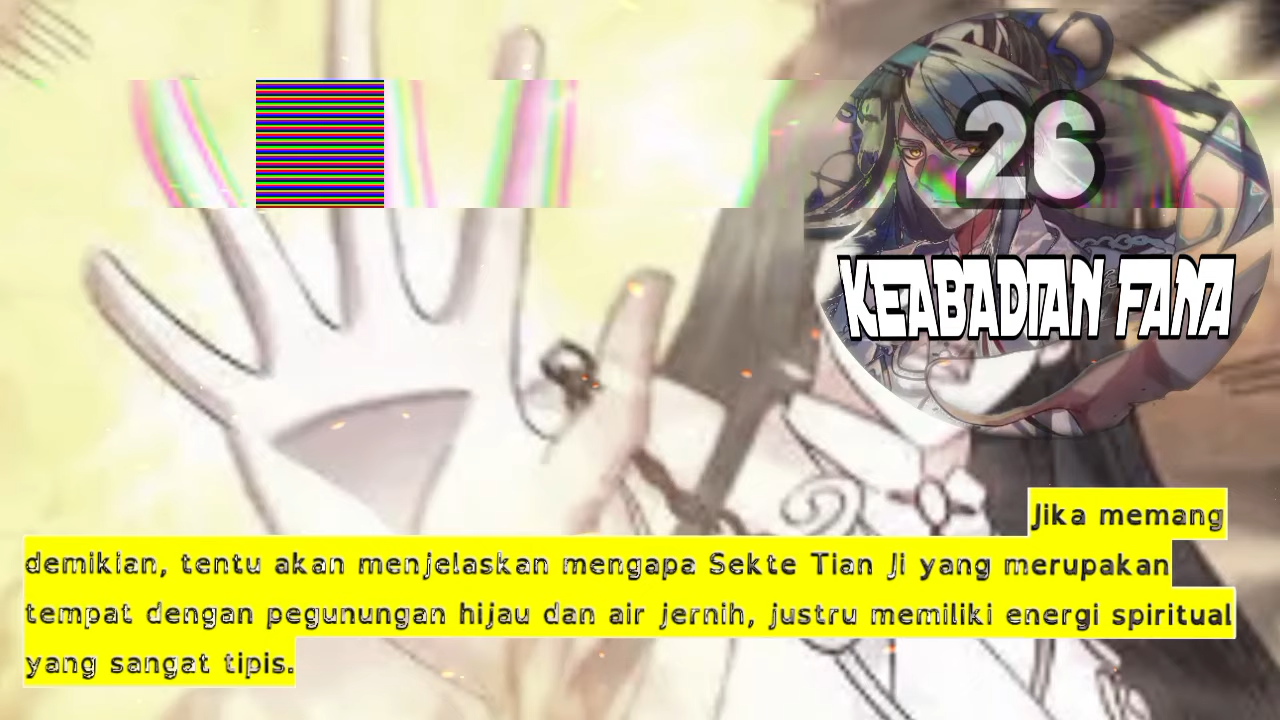 26
KEABADIAN FANA
Jika memang
demikian, tentu akan menjelaskan mengapa Sekte Tian Ji yang merupakan
tempat dengan pegunungan hijau dan air jernih, justru memiliki energi spiritual
yang sangat tipis.